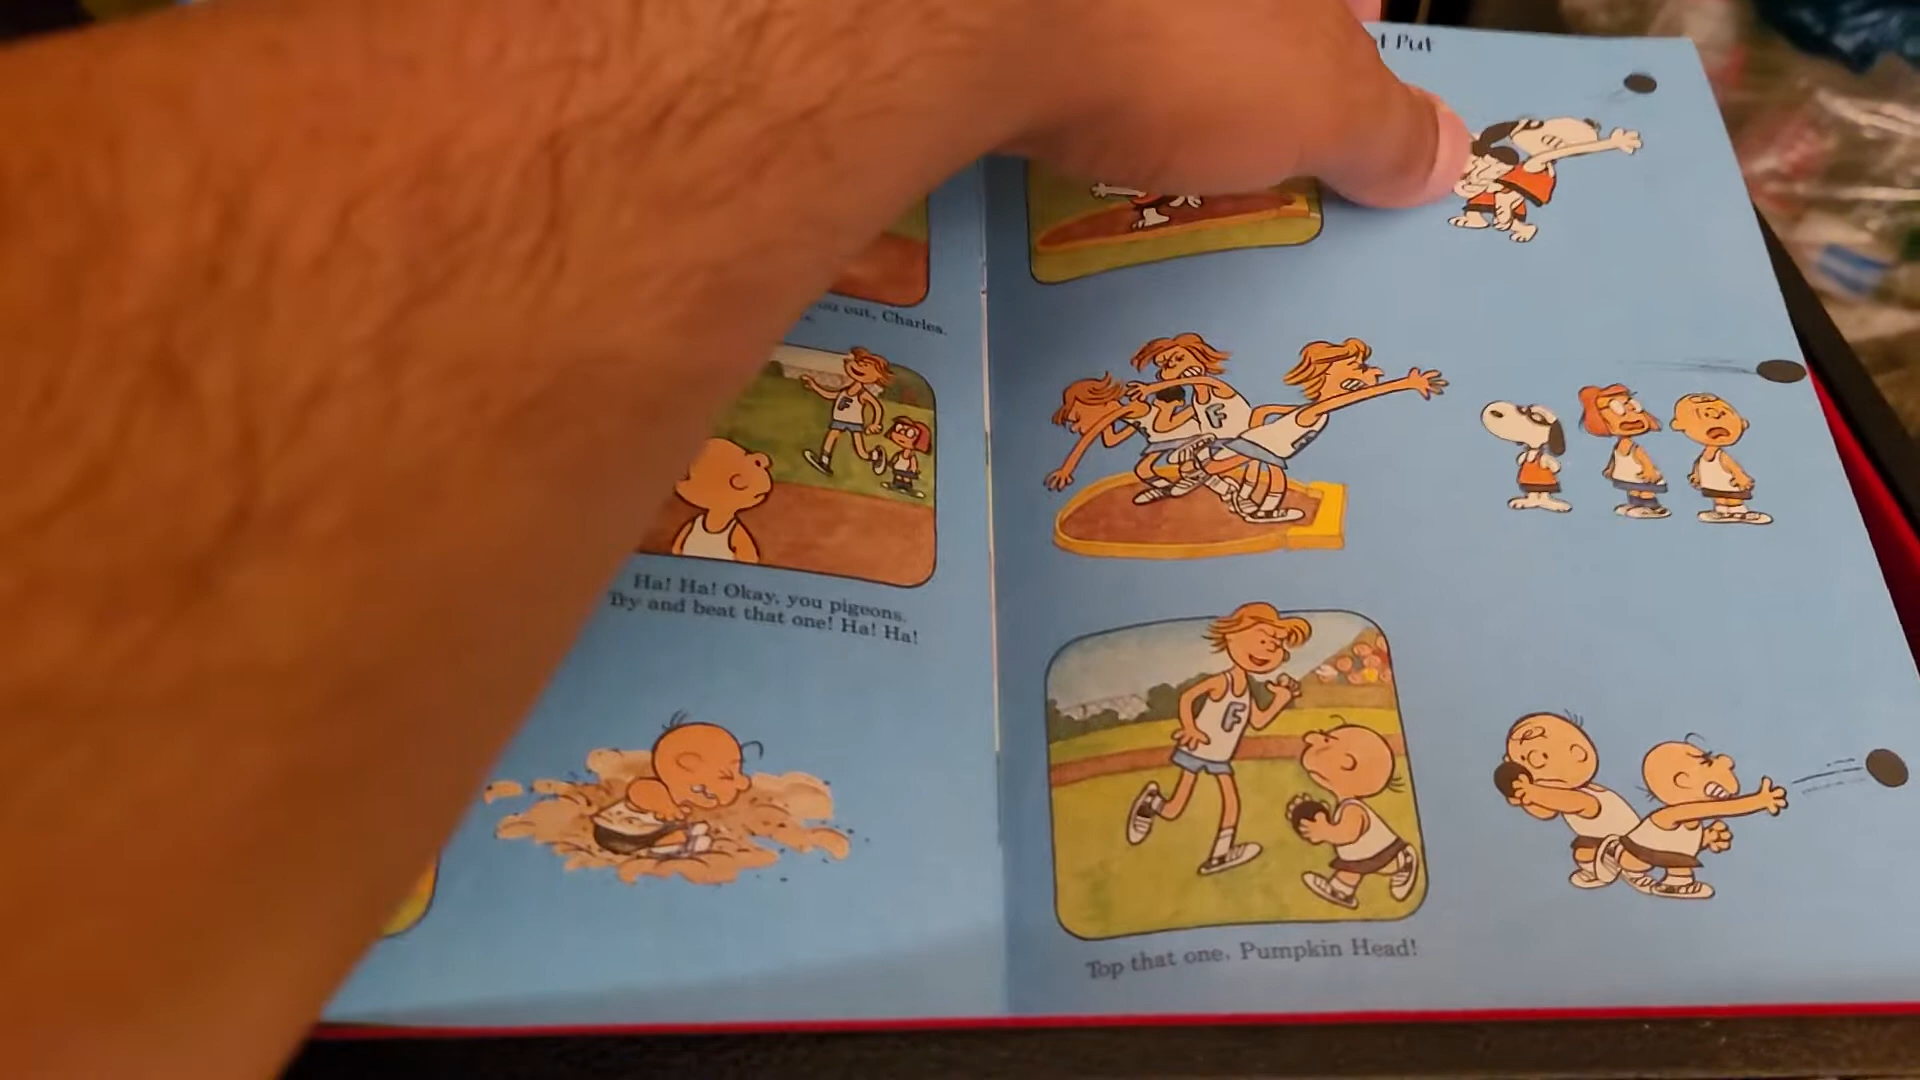 out, Charles.
Ha! Ha! Okay, you pigeons.
Try and beat that one! Ha! Ha!
Put
F
F
F
Top that one, Pumpkin Head!